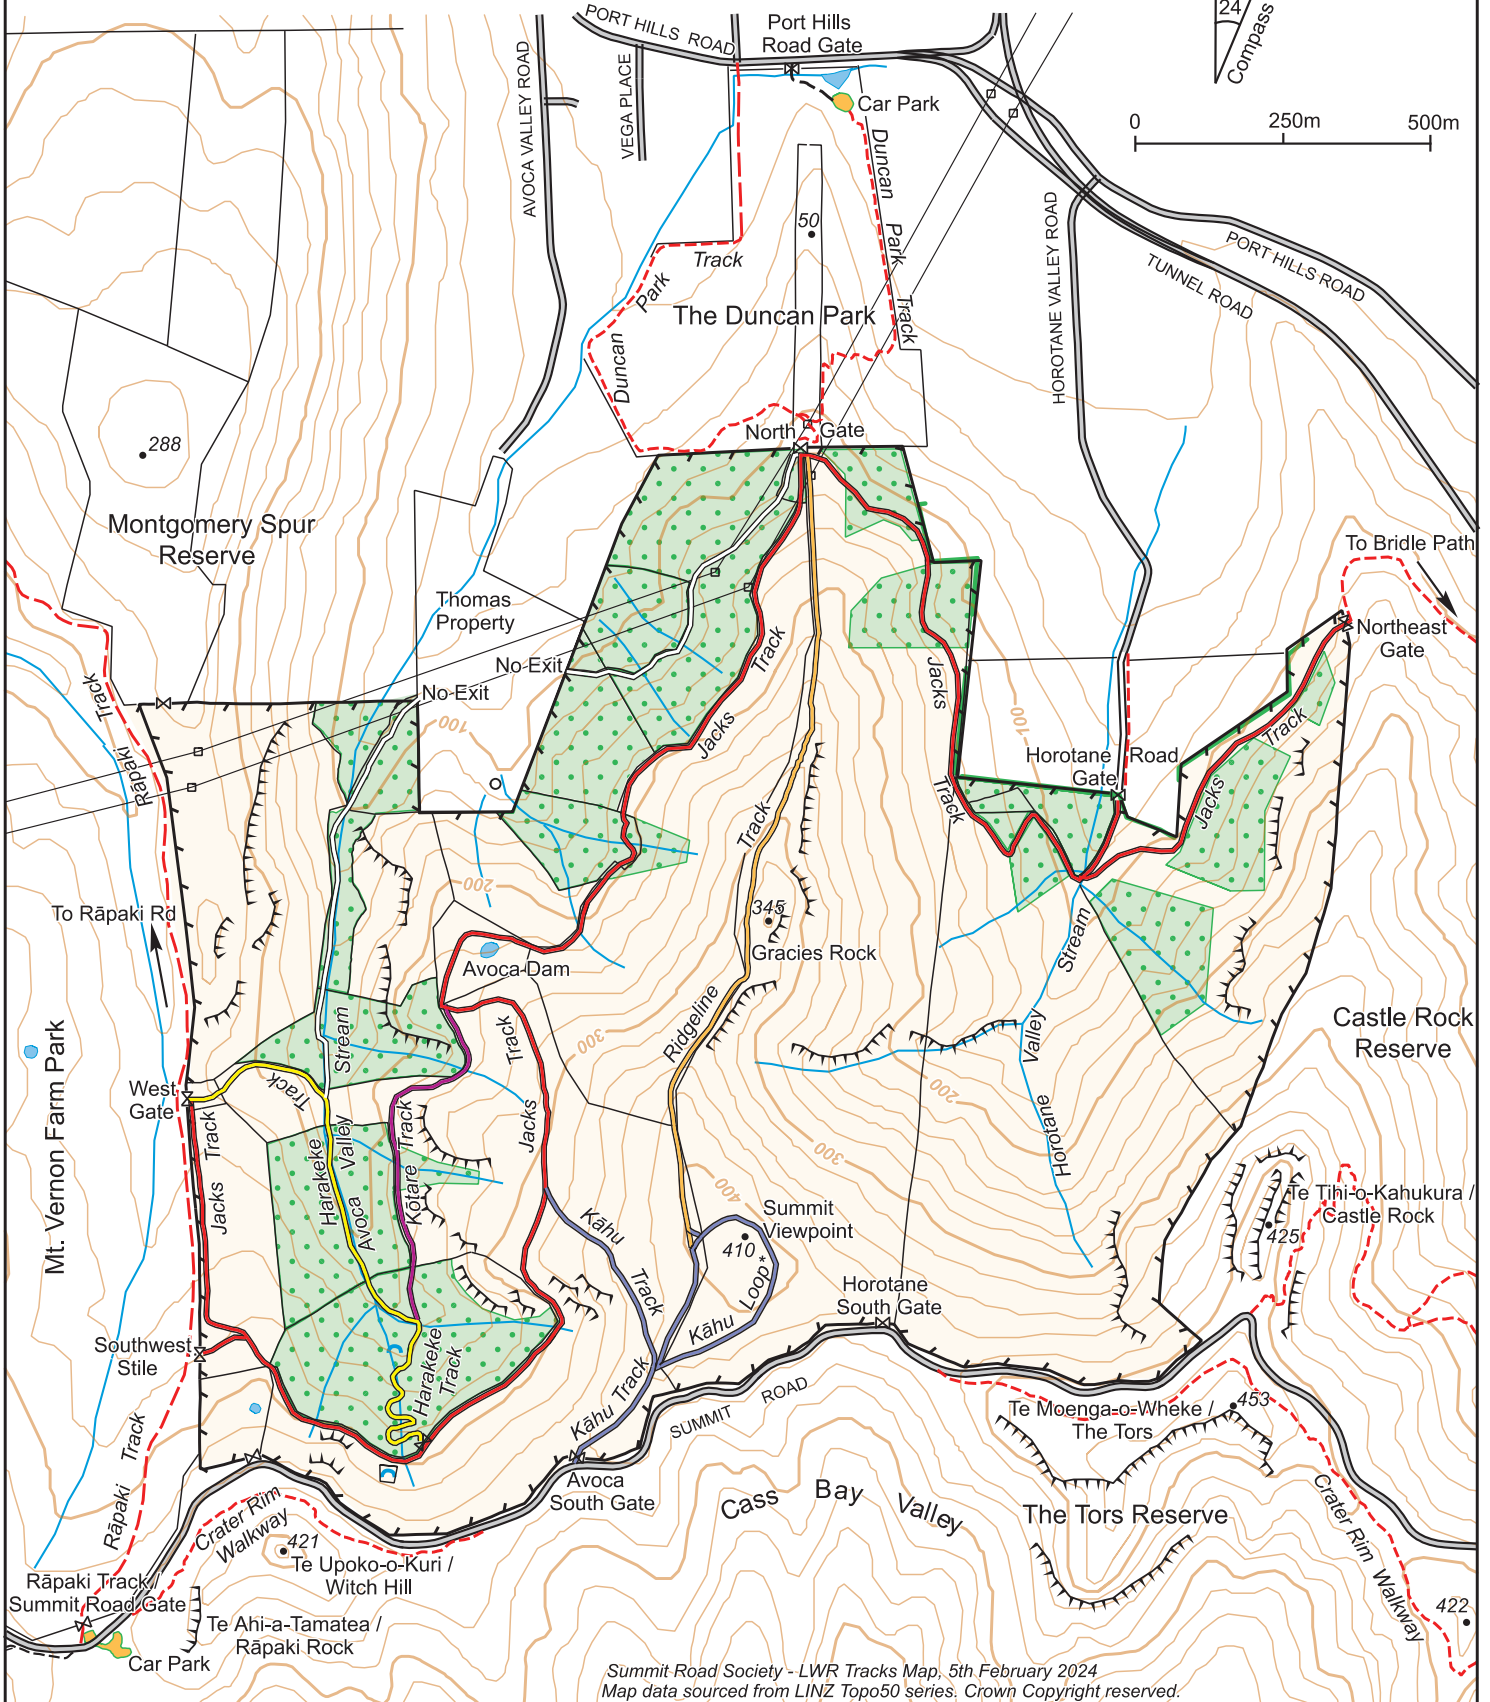 24
Compass
PORT HILLS ROAD
Port Hills
Road Gate
AVOCA VALLEY ROAD
VEGA PLACE
Car Park
0 250m 500m
Duncan Park Track
HOROTANE VALLEY ROAD
PORT HILLS ROAD
TUNNEL ROAD
50
Duncan Park Track
The Duncan Park
North Gate
288
Montgomery Spur
Reserve
To Bridle Path
Northeast
Gate
Thomas
Property
No Exit
No Exit
Rāpaki Track
100
Jacks Track
Jacks Track
100
Horotane Road
Gate
Jacks Track
Track
200
345
Gracies Rock
To Rāpaki Rd
Avoca Dam
Stream
Castle Rock
Reserve
Mt. Vernon Farm Park
Ridgeline
300
Valley
Horotane
200
300
400
West
Gate
Track
Jacks
Track
Stream
Valley
Avoca
Harakeke
Kōtare Track
Track
Jacks
Kāhu Track
Summit
Viewpoint
410
Kāhu Loop*
Te Tihi-o-Kahukura /
Castle Rock
425
Horotane
South Gate
Southwest
Stile
Harakeke
Track
Kāhu Track
SUMMIT ROAD
Te Moenga-o-Wheke /
The Tors
453
Rāpaki Track
Avoca
South Gate
Cass Bay Valley
The Tors Reserve
Crater Rim
Walkway
421
Te Upoko-o-Kuri /
Witch Hill
Crater Rim Walkway
Rāpaki Track /
Summit Road Gate
Te Ahi-a-Tamatea /
Rāpaki Rock
Car Park
422
Summit Road Society - LWR Tracks Map, 5th February 2024
Map data sourced from LINZ Topo50 series. Crown Copyright reserved.